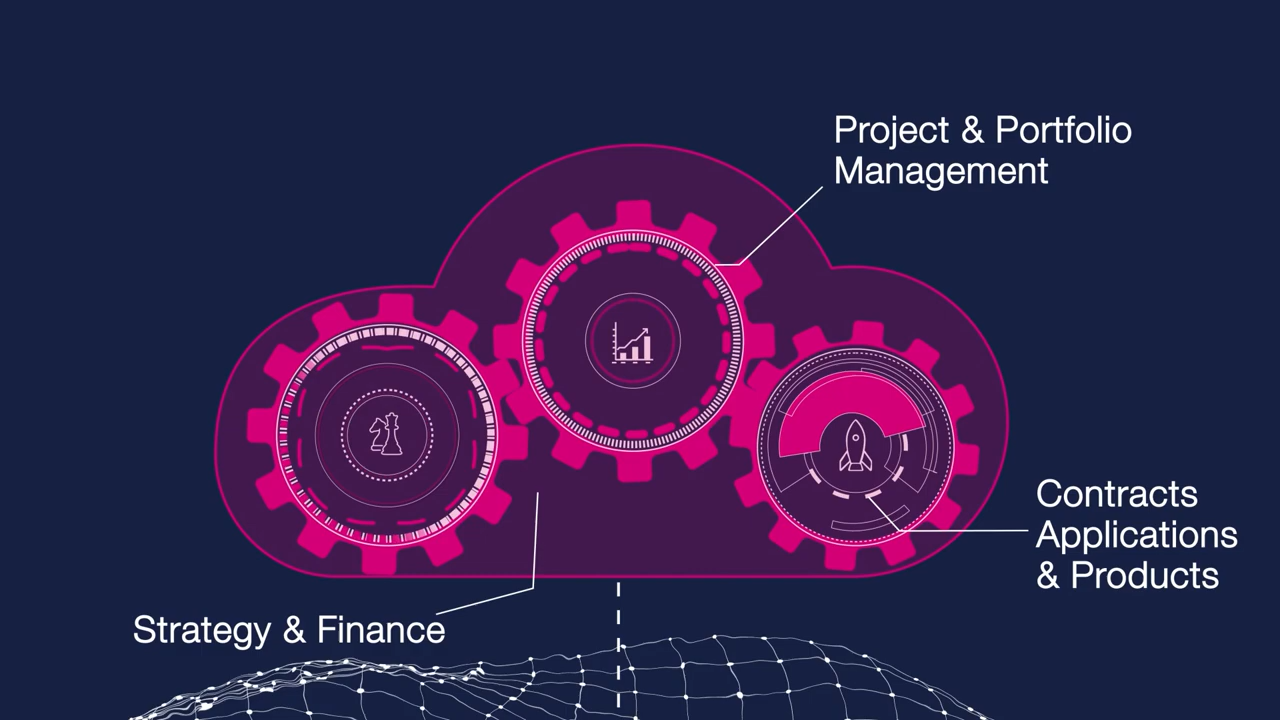 Project & Portfolio
Management
Contracts
Applications
& Products
Strategy & Finance